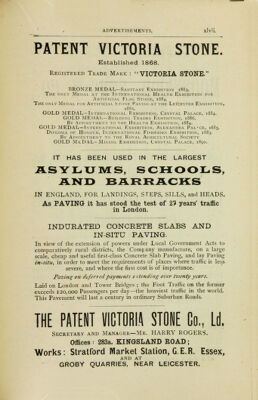 ADVERTISEMENTS. xlvii.
PATENT VICTORIA STONE.
Established 1868.
REGISTERED TRADE MARK: "VICTORIA STONE."
BRONZE MEDAL—SANITARY EXHIBITION 1883.
THE ONLY MEDAL AT THE INTERNATIONAL HEALTH EXHIBITION FOR
ARTIFICIAL FLAG STONE, 1884.
THE ONLY MEDAL FOR ARTIFICIAL STONE PAVING AT THE LEICESTER EXHIBITION,
GOLD MEDAL—INTERNATIONAL EXHIBITION, CRYSTAL PALACE, 1884.
GOLD MEDAL—BUILDING TRADES EXHIBITION, 1886.
BY APPOINTMENT TO THE HEALTH EXHIBITION, 1884.
GOLD MEDAL—INTERNATIONAL EXHIBITION, ALEXANDRA PALACE, 1885.
DIPLOMA OF HONOUR, INTERNATIONAL FISHERIES EXHIBITION, 1883.
BY APPOINTMENT TO THE ROYAL AGRICULTURAL SOCIETY
GOLD MEDAL—MINING EXHIBITION, CRYSTAL PALACE, 1890.
IT HAS BEEN USED IN THE LARGEST
ASYLUMS, SCHOOLS,
AND BARRACKS
IN ENGLAND, FOR LANDINGS, STEPS, SILLS, and HEADS.
As PAVING it has stood the test of 27 years' traffic
in London.
INDURATED CONCRETE SLABS AND
IN-SITU PAVING.
In view of the extension of powers under Local Government Acts to
comparatively rural districts, the Company manufacture, on a large
scale, cheap and useful first-class Concrete Slab Paving, and lay Paving
in-situ, in order to meet the requirements of places where traffic is less
severe, and where the first cost is of importance.
Paving on deferred payments extending over twenty years.
Laid on London and Tower Bridges; the Foot Traffic on the former
exceeds 120,000 Passengers per day—the heaviest traffic in the world.
This Pavement will last a century in ordinary Suburban Roads.
THE PATENT VICTORIA STONE Co., Ld.
SECRETARY AND MANAGER—MR. HARRY ROGERS.
Offices: 283a, KINGSLAND ROAD;
Works: Stratford Market Station, G.E.R. Essex,
AND AT
GROBY QUARRIES, NEAR LEICESTER.